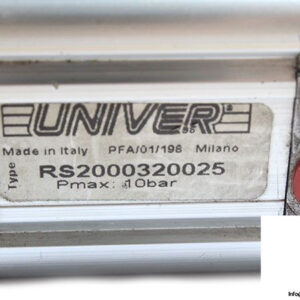 UNIVER
Made in Italy PFA/01/198 Milano
Type RS2000320025
Pmax: 10bar